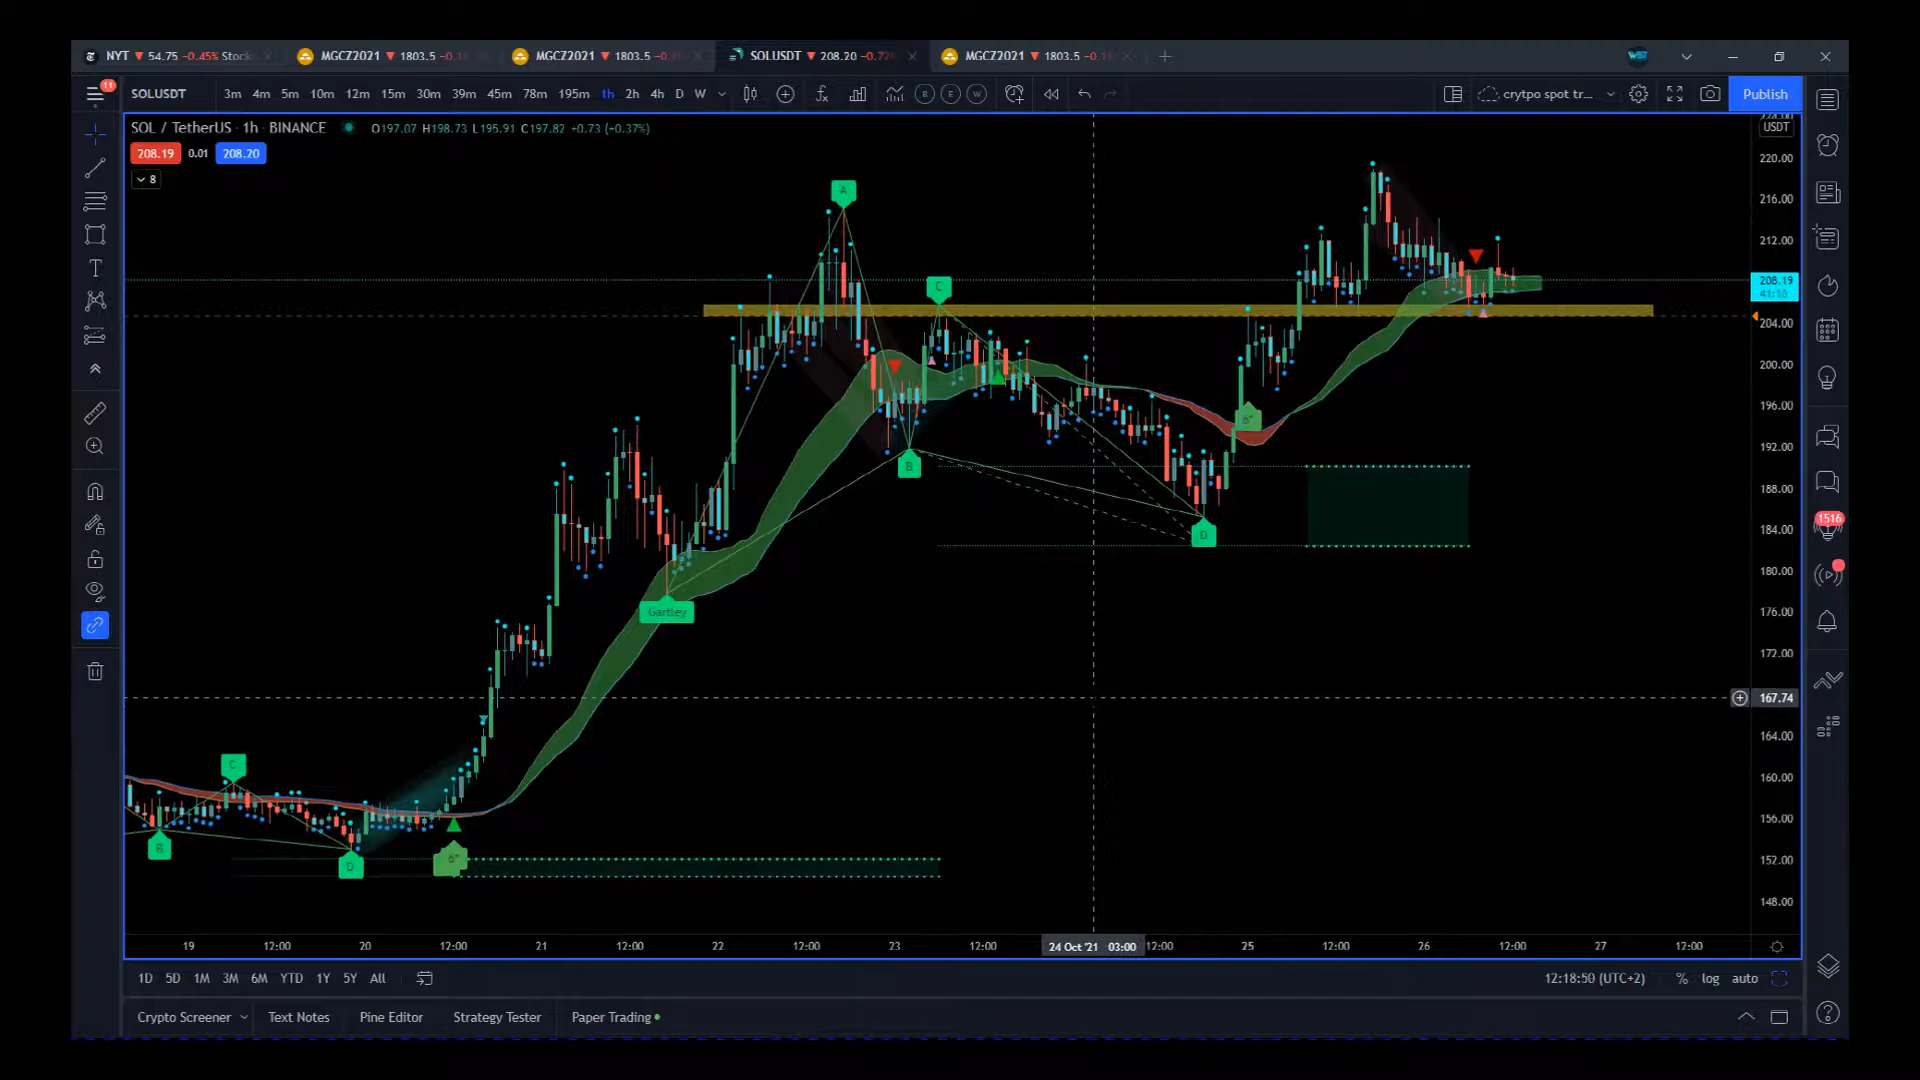 NYT ▼ 54.75 −0.45% Stock
MGCZ2021 ▼ 1803.5
MGCZ2021 ▼ 1803.5
SOLUSDT ▼ 208.20 −0.72%
MGCZ2021 ▼ 1803.5
11
SOLUSDT 3m 4m 5m 10m 12m 15m 30m 39m 45m 78m 195m 1h 2h 4h D W
B E W
crytpo spot tr...
Publish
SOL / TetherUS · 1h · BINANCE O197.07 H198.73 L195.91 C197.82 +0.73 (+0.37%)
208.19 0.01 208.20
8
USDT
220.00
216.00
212.00
208.19
204.00
200.00
196.00
192.00
188.00
184.00
180.00
176.00
172.00
167.74
164.00
160.00
156.00
152.00
148.00
A
C
B
D
Gartley
C
B
D
1516
19 12:00 20 12:00 21 12:00 22 12:00 23 12:00 24 Oct '21 03:00 12:00 25 12:00 26 12:00 27 12:00
1D 5D 1M 3M 6M YTD 1Y 5Y All
12:18:50 (UTC+2) % log auto
Crypto Screener Text Notes Pine Editor Strategy Tester Paper Trading